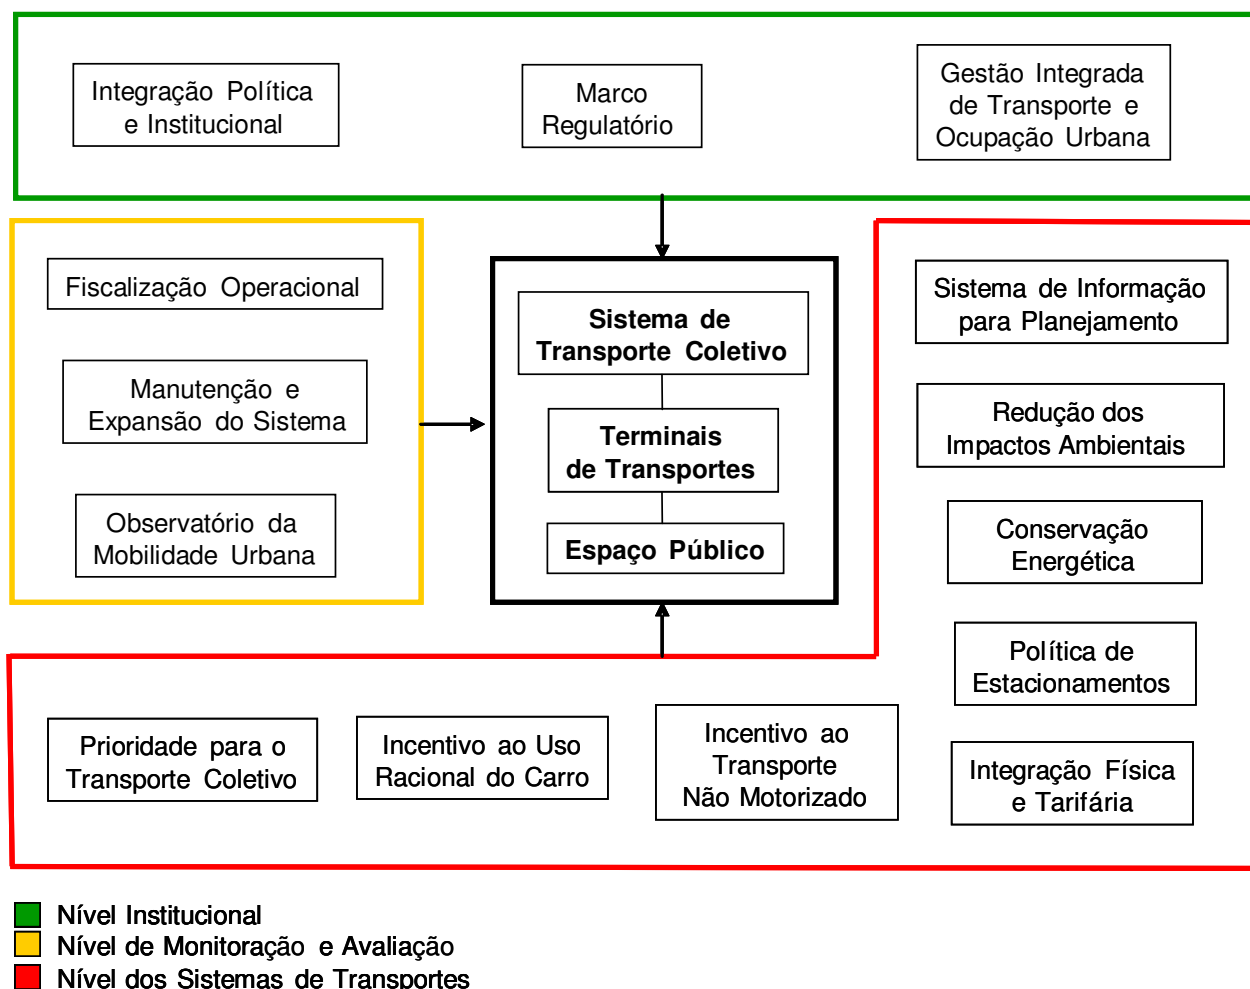 Integração Política
e Institucional
Marco
Regulatório
Gestão Integrada
de Transporte e
Ocupação Urbana
Fiscalização Operacional
Manutenção e
Expansão do Sistema
Observatório da
Mobilidade Urbana
Sistema de
Transporte Coletivo
Terminais
de Transportes
Espaço Público
Sistema de Informação
para Planejamento
Redução dos
Impactos Ambientais
Conservação
Energética
Política de
Estacionamentos
Integração Física
e Tarifária
Prioridade para o
Transporte Coletivo
Incentivo ao Uso
Racional do Carro
Incentivo ao
Transporte
Não Motorizado
Nível Institucional
Nível de Monitoração e Avaliação
Nível dos Sistemas de Transportes